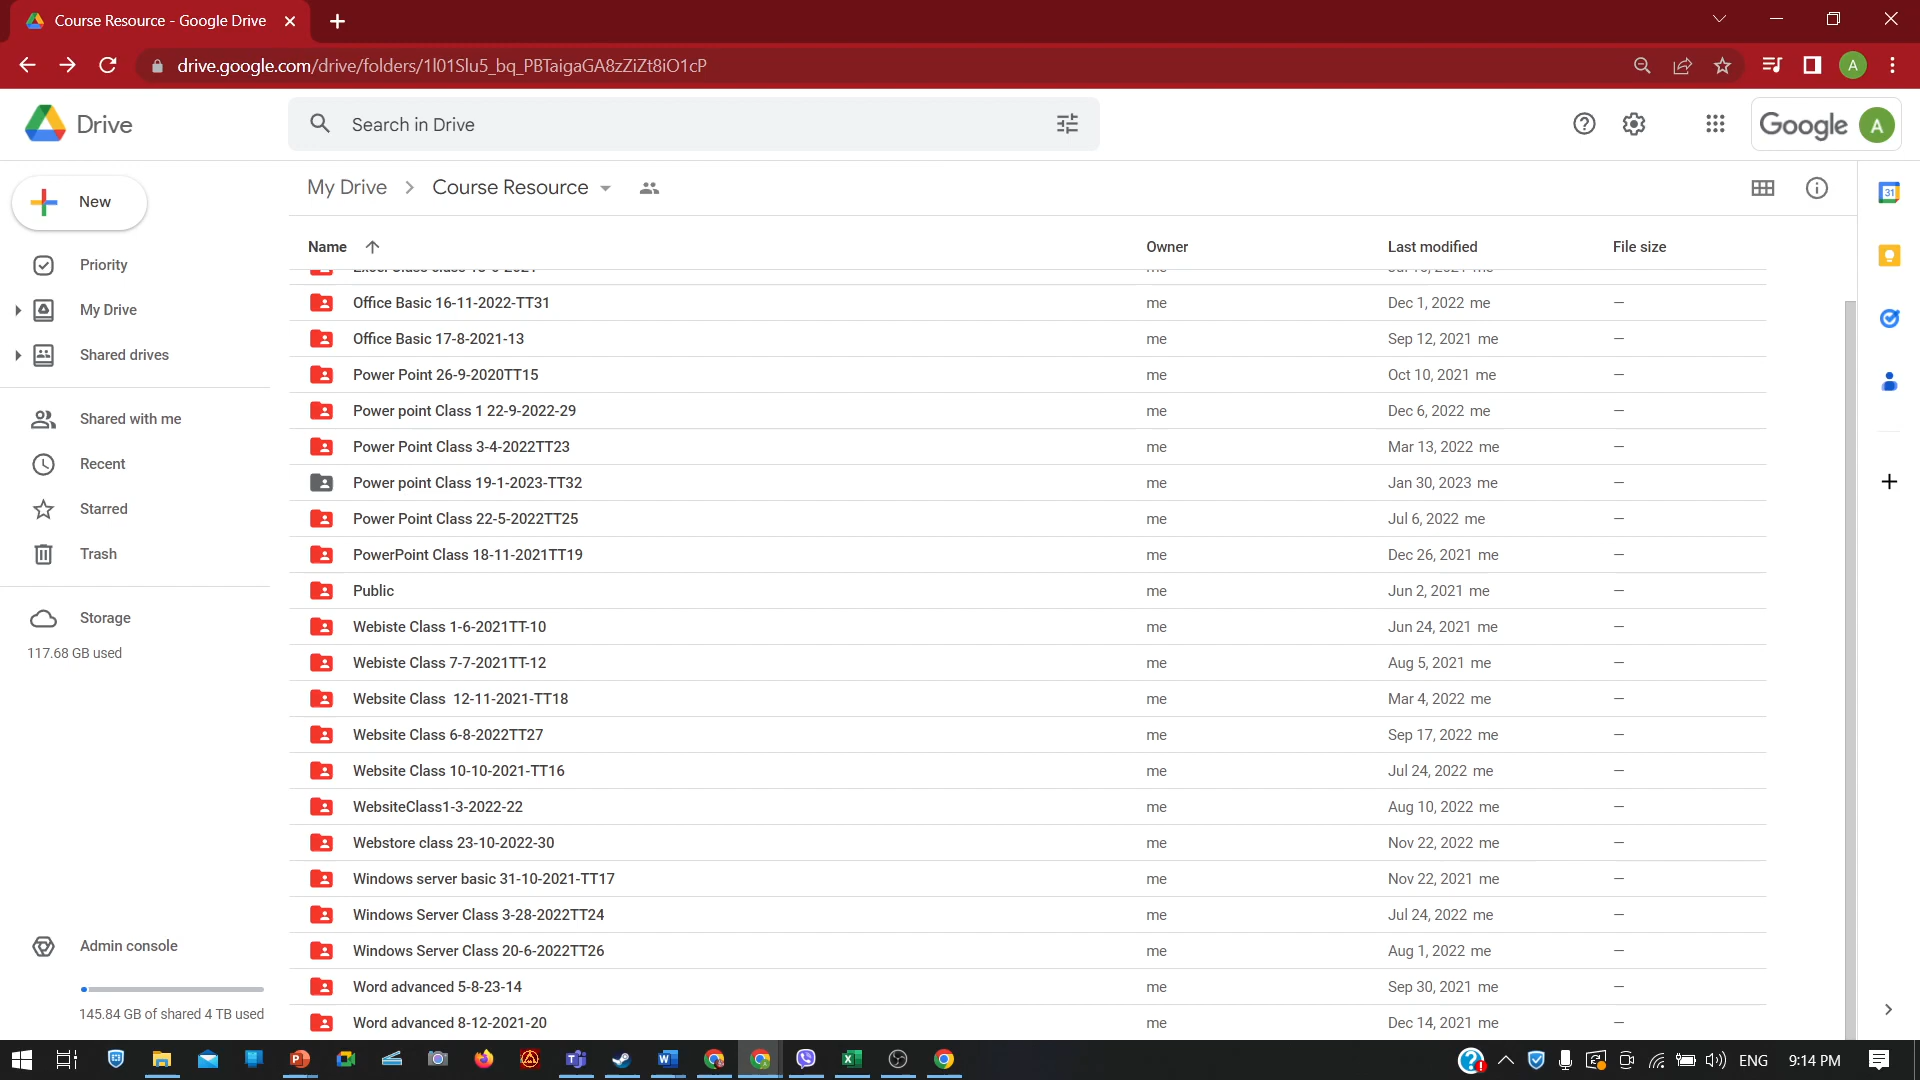 Course Resource - Google Drive
drive.google.com/drive/folders/1l01Slu5_bq_PBTaigaGA8zZiZt8iO1cP
A
Drive
Search in Drive
Google A
New
My Drive > Course Resource
31
Name Owner Last modified File size
Priority
My Drive
Shared drives
Shared with me
Recent
Starred
Trash
Storage
117.68 GB used
Admin console
145.84 GB of shared 4 TB used
Excel Class class 18-6-2021 me Jul 10, 2021 me
Office Basic 16-11-2022-TT31 me Dec 1, 2022 me —
Office Basic 17-8-2021-13 me Sep 12, 2021 me —
Power Point 26-9-2020TT15 me Oct 10, 2021 me —
Power point Class 1 22-9-2022-29 me Dec 6, 2022 me —
Power Point Class 3-4-2022TT23 me Mar 13, 2022 me —
Power point Class 19-1-2023-TT32 me Jan 30, 2023 me —
Power Point Class 22-5-2022TT25 me Jul 6, 2022 me —
PowerPoint Class 18-11-2021TT19 me Dec 26, 2021 me —
Public me Jun 2, 2021 me —
Webiste Class 1-6-2021TT-10 me Jun 24, 2021 me —
Webiste Class 7-7-2021TT-12 me Aug 5, 2021 me —
Website Class  12-11-2021-TT18 me Mar 4, 2022 me —
Website Class 6-8-2022TT27 me Sep 17, 2022 me —
Website Class 10-10-2021-TT16 me Jul 24, 2022 me —
WebsiteClass1-3-2022-22 me Aug 10, 2022 me —
Webstore class 23-10-2022-30 me Nov 22, 2022 me —
Windows server basic 31-10-2021-TT17 me Nov 22, 2021 me —
Windows Server Class 3-28-2022TT24 me Jul 24, 2022 me —
Windows Server Class 20-6-2022TT26 me Aug 1, 2022 me —
Word advanced 5-8-23-14 me Sep 30, 2021 me —
Word advanced 8-12-2021-20 me Dec 14, 2021 me —
ENG 9:14 PM